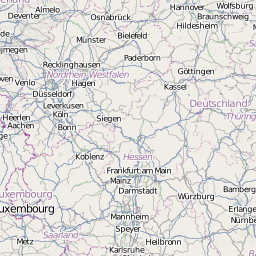 Hannover
Wolfsburg
Almelo
Osnabrück
Braunschweig
Hildesheim
Bielefeld
Münster
Paderborn
Recklinghausen
Göttingen
Nordrhein-Westfalen
Venlo
Hagen
Kassel
Düsseldorf
Leverkusen
Deutschland
Köln
Heerlen
Siegen
Aachen
Bonn
Koblenz
Hessen
Frankfurt am Main
Mainz
Darmstadt
Würzburg
Bamberg
Luxembourg
Mannheim
Nürnberg
Speyer
Saarland
Metz
Heilbronn
Karlsruhe